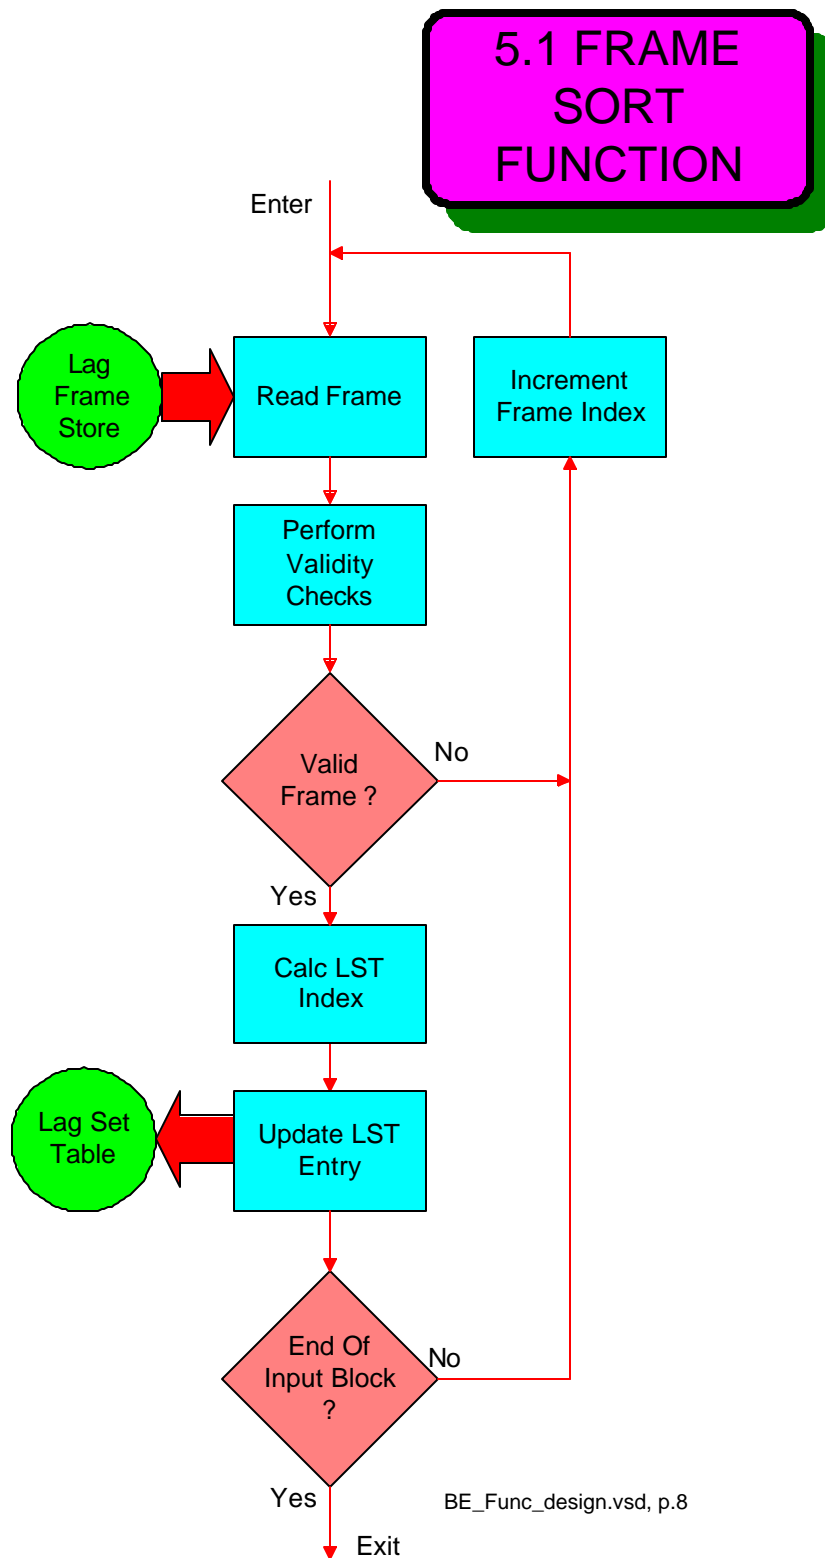 5.1 FRAME
SORT
FUNCTION
Enter
Lag
Frame
Store
Read Frame
Increment
Frame Index
Perform
Validity
Checks
Valid
Frame ?
No
Yes
Calc LST
Index
Lag Set
Table
Update LST
Entry
End Of
Input Block
?
No
Yes
BE_Func_design.vsd, p.8
Exit